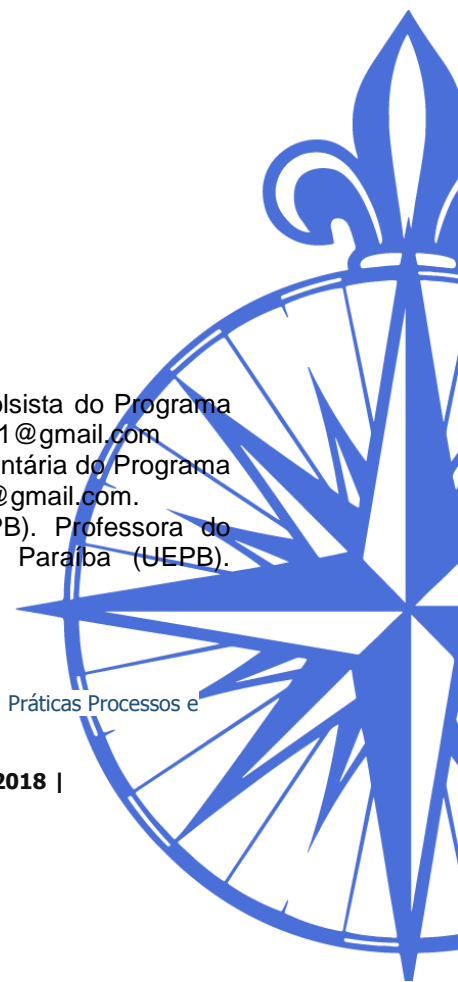 olsista do Programa
1@gmail.com
ntária do Programa
@gmail.com.
PB). Professora do
Paraíba (UEPB).
Práticas Processos e
2018 |